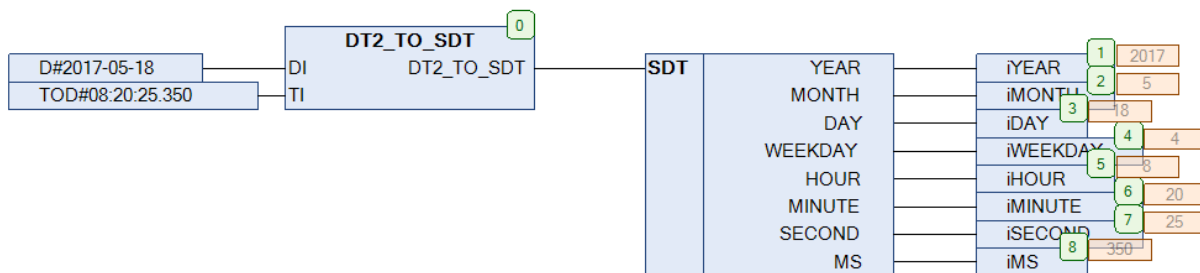 0
DT2_TO_SDT
D#2017-05-18 DI DT2_TO_SDT SDT YEAR iYEAR 1 2017
TOD#08:20:25.350 TI MONTH iMONTH 2 5
DAY iDAY 3 18
WEEKDAY iWEEKDAY 4 4
HOUR iHOUR 5 8
MINUTE iMINUTE 6 20
SECOND iSECOND 7 25
MS iMS 8 350